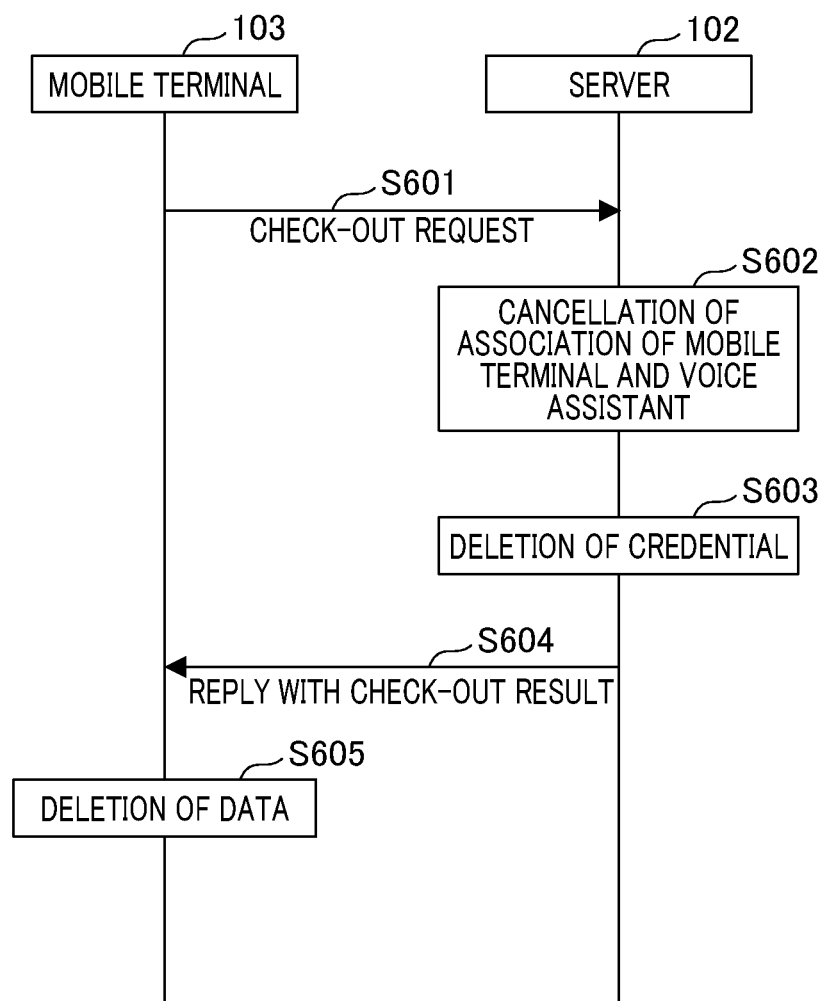 103
102
MOBILE TERMINAL
SERVER
S601
CHECK-OUT REQUEST
S602
CANCELLATION OF
ASSOCIATION OF MOBILE
TERMINAL AND VOICE
ASSISTANT
S603
DELETION OF CREDENTIAL
S604
REPLY WITH CHECK-OUT RESULT
S605
DELETION OF DATA